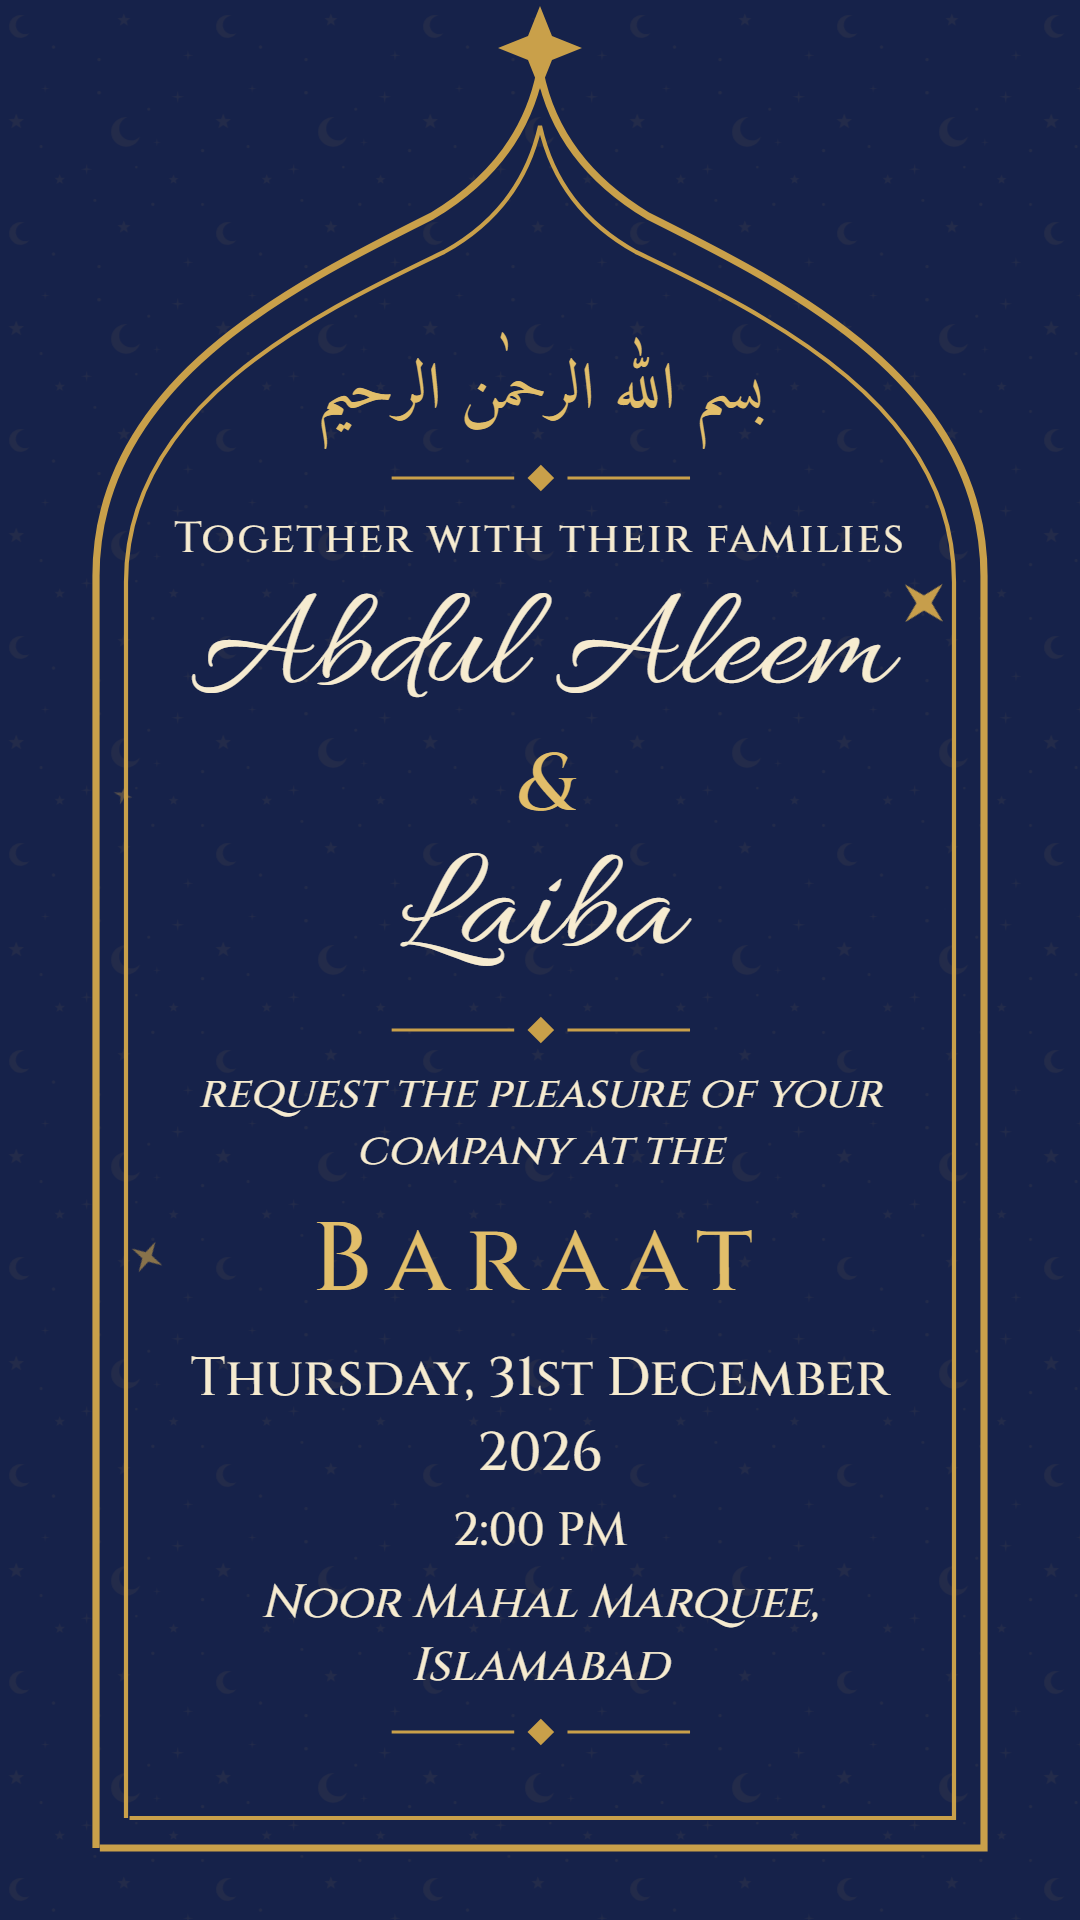 بسم الله الرحمٰن الرحيم
Together with their families
Abdul Aleem
&
Laiba
request the pleasure of your
company at the
Baraat
Thursday, 31st December
2026
2:00 PM
Noor Mahal Marquee,
Islamabad